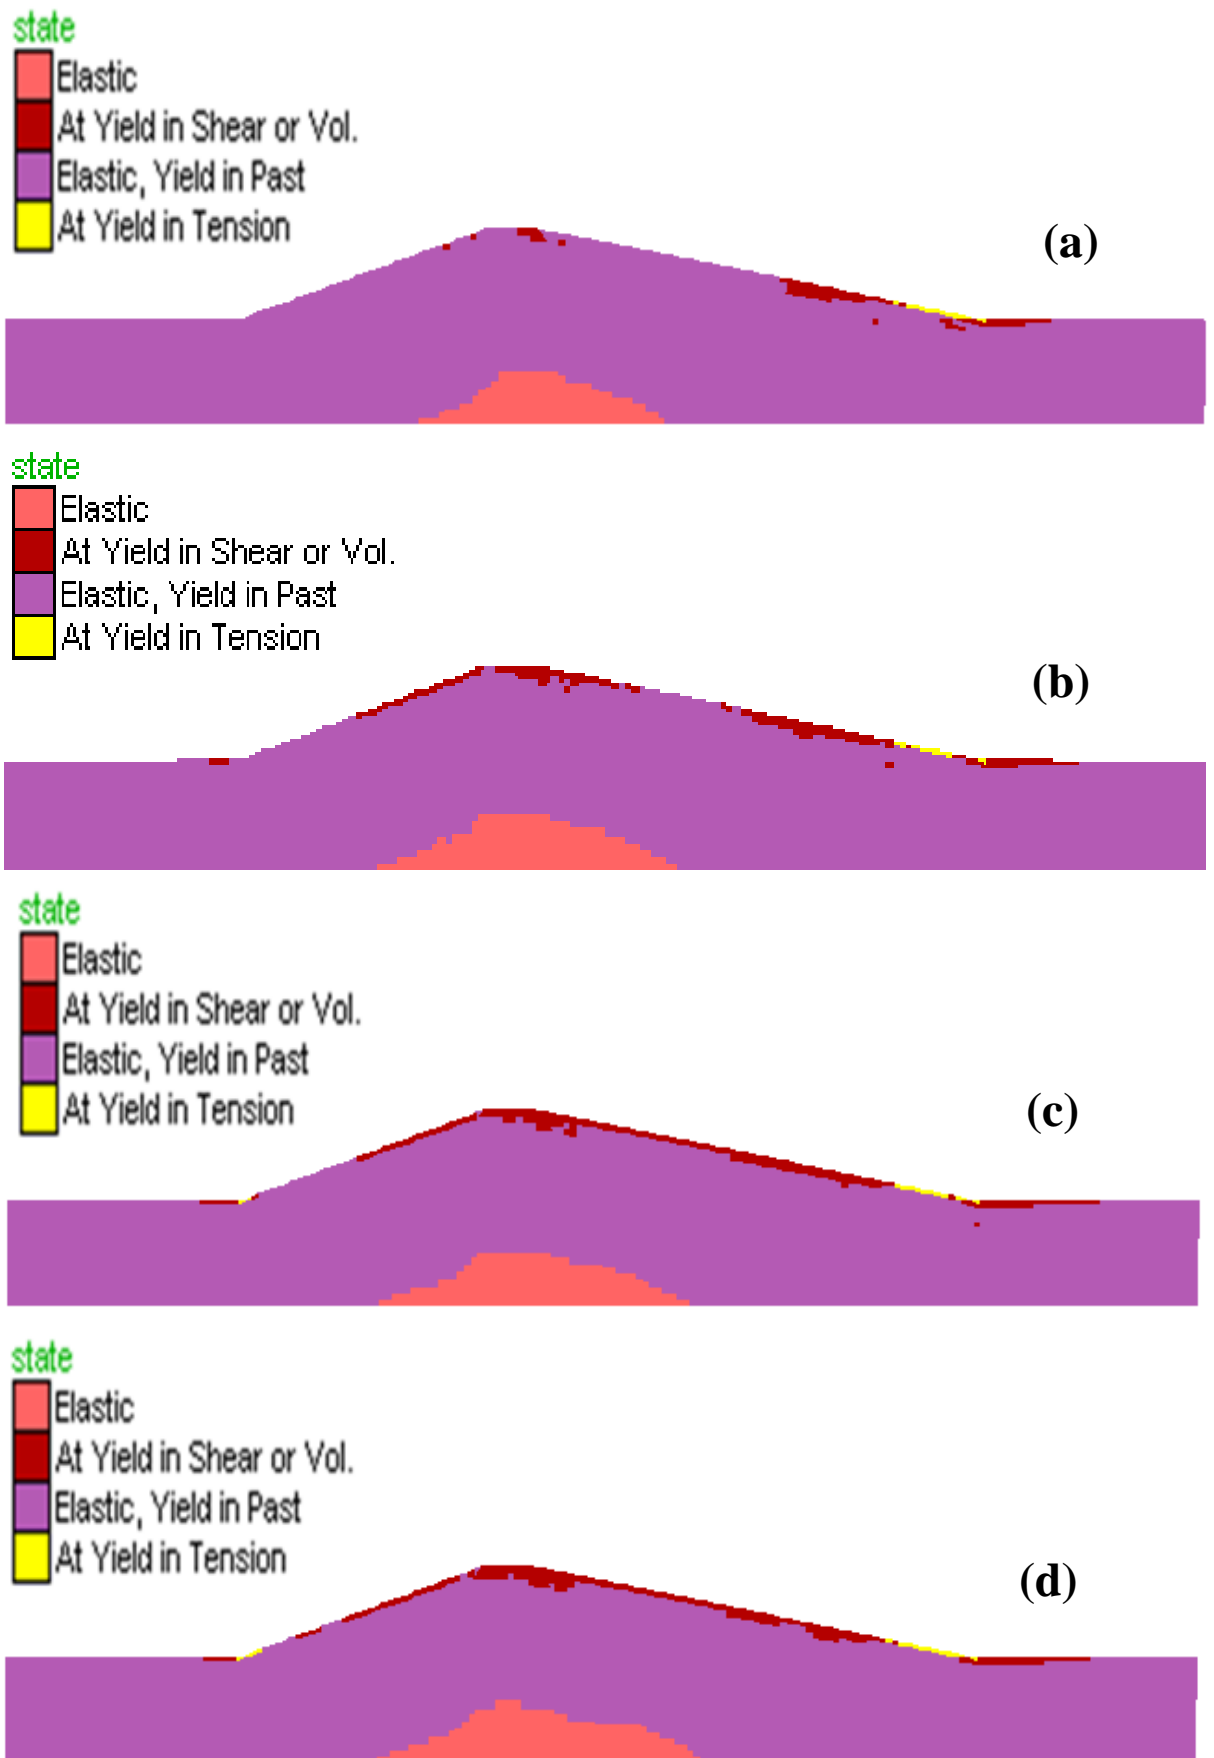 state
Elastic
At Yield in Shear or Vol.
Elastic, Yield in Past
At Yield in Tension
(a)
state
Elastic
At Yield in Shear or Vol.
Elastic, Yield in Past
At Yield in Tension
(b)
state
Elastic
At Yield in Shear or Vol.
Elastic, Yield in Past
At Yield in Tension
(c)
state
Elastic
At Yield in Shear or Vol.
Elastic, Yield in Past
At Yield in Tension
(d)